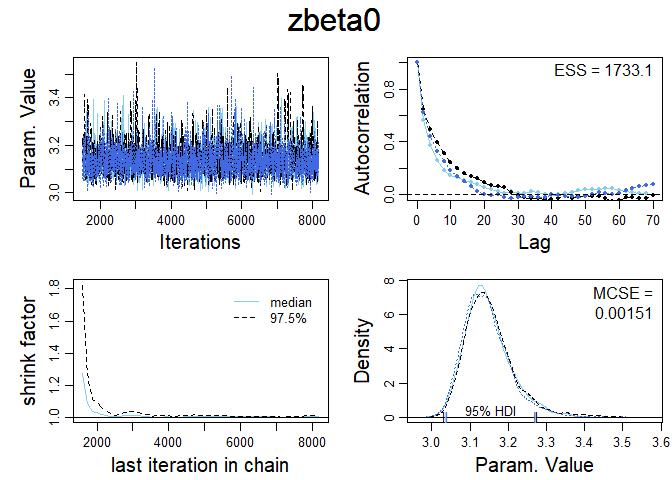 zbeta0
Param. Value
3.0 3.2 3.4
2000 4000 6000 8000
Iterations
Autocorrelation
0.0 0.4 0.8
ESS = 1733.1
0 10 20 30 40 50 60 70
Lag
shrink factor
1.0 1.2 1.4 1.6 1.8
median
97.5%
2000 4000 6000 8000
last iteration in chain
Density
0 2 4 6 8
MCSE =
0.00151
95% HDI
3.0 3.1 3.2 3.3 3.4 3.5 3.6
Param. Value